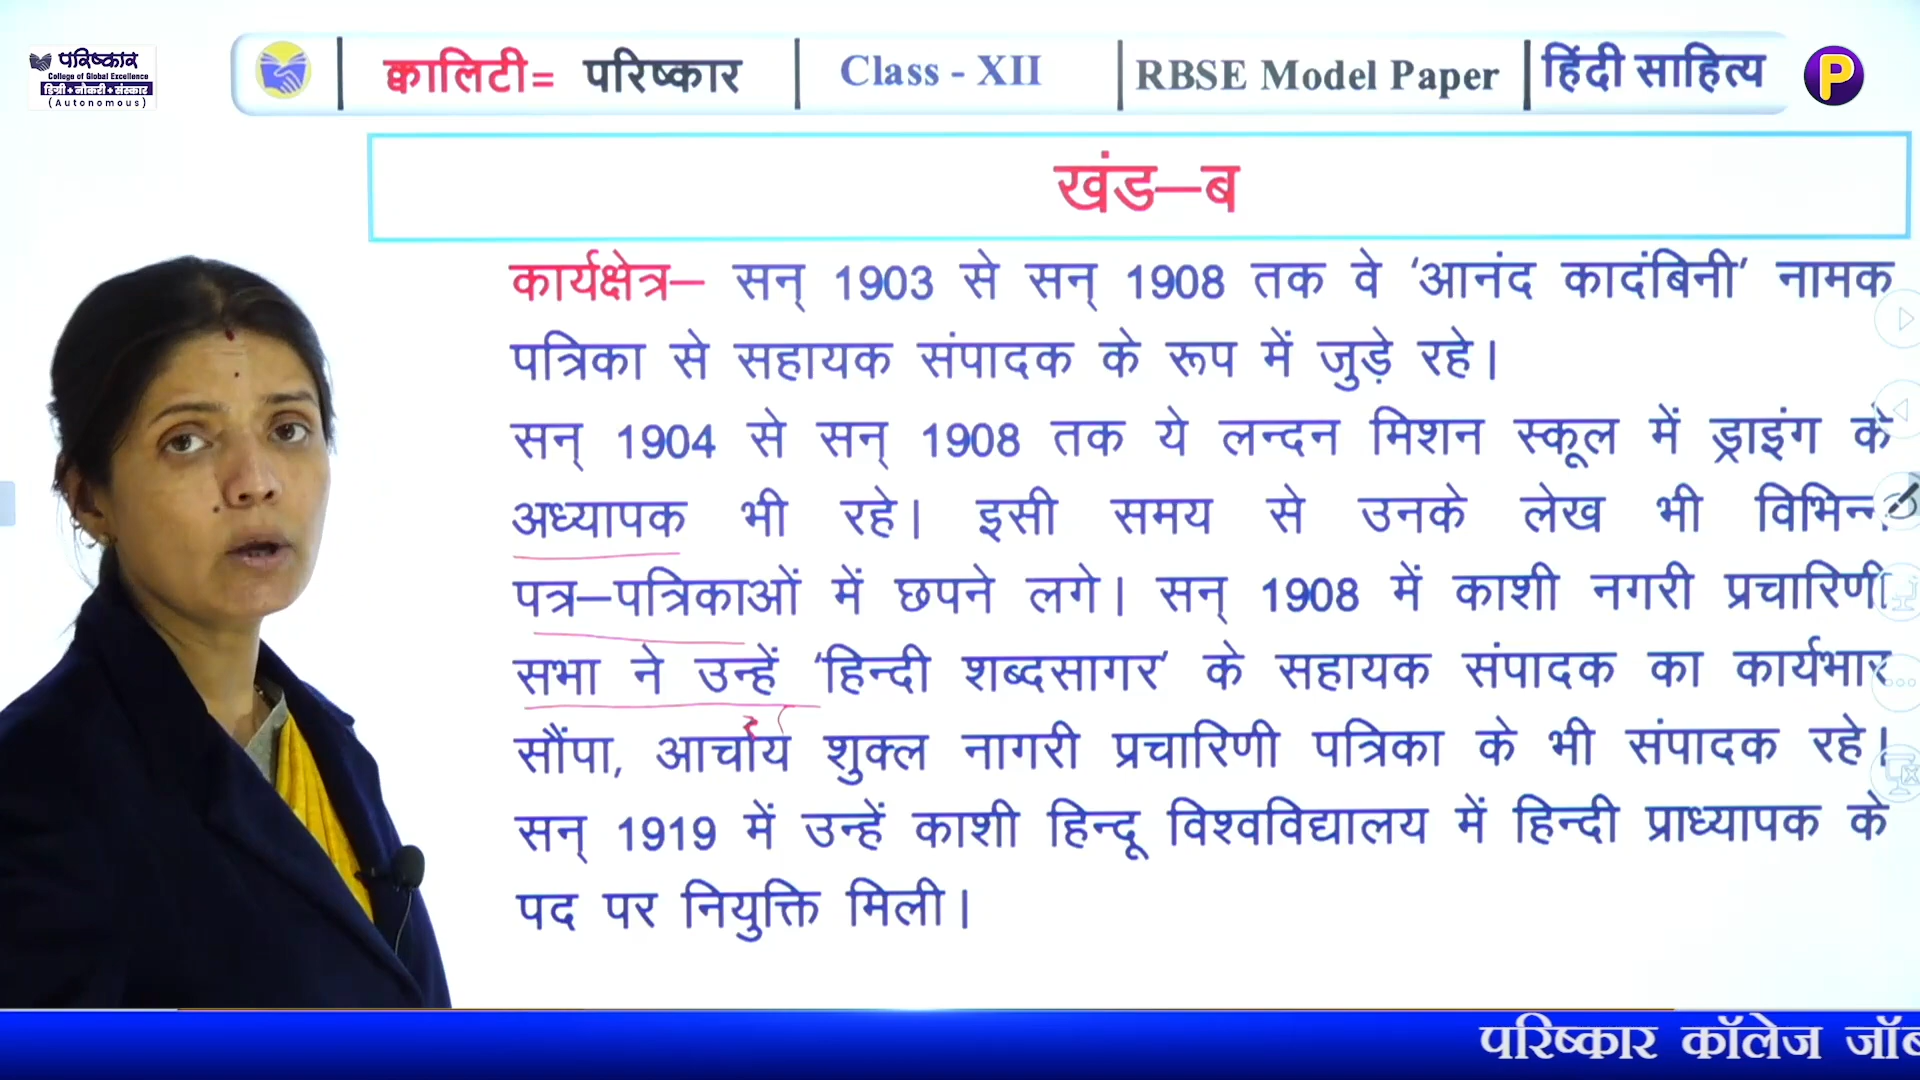 परिष्कार
College of Global Excellence
डिग्री + नौकरी + संस्कार
(Autonomous)
क्वालिटी= परिष्कार
Class - XII
RBSE Model Paper
हिंदी साहित्य
P
खंड–ब
कार्यक्षेत्र– सन् 1903 से सन् 1908 तक वे ‘आनंद कादंबिनी’ नामक
पत्रिका से सहायक संपादक के रूप में जुड़े रहे।
सन् 1904 से सन् 1908 तक ये लन्दन मिशन स्कूल में ड्राइंग के
अध्यापक भी रहे। इसी समय से उनके लेख भी विभिन्न
पत्र–पत्रिकाओं में छपने लगे। सन् 1908 में काशी नगरी प्रचारिणी
सभा ने उन्हें ‘हिन्दी शब्दसागर’ के सहायक संपादक का कार्यभार
सौंपा, आचार्य शुक्ल नागरी प्रचारिणी पत्रिका के भी संपादक रहे।
सन् 1919 में उन्हें काशी हिन्दू विश्वविद्यालय में हिन्दी प्राध्यापक के
पद पर नियुक्ति मिली।
परिष्कार कॉलेज